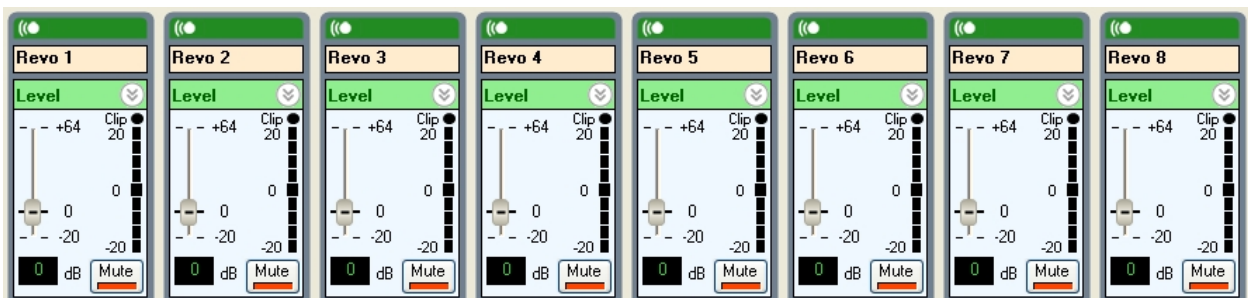 Revo 1 Revo 2 Revo 3 Revo 4 Revo 5 Revo 6 Revo 7 Revo 8
Level Level Level Level Level Level Level Level
+64 Clip +64 Clip +64 Clip +64 Clip +64 Clip +64 Clip +64 Clip +64 Clip
20 20 20 20 20 20 20 20
0 0 0 0 0 0 0 0
0 0 0 0 0 0 0 0
-20 -20 -20 -20 -20 -20 -20 -20 -20 -20 -20 -20 -20 -20 -20 -20
0 dB Mute 0 dB Mute 0 dB Mute 0 dB Mute 0 dB Mute 0 dB Mute 0 dB Mute 0 dB Mute